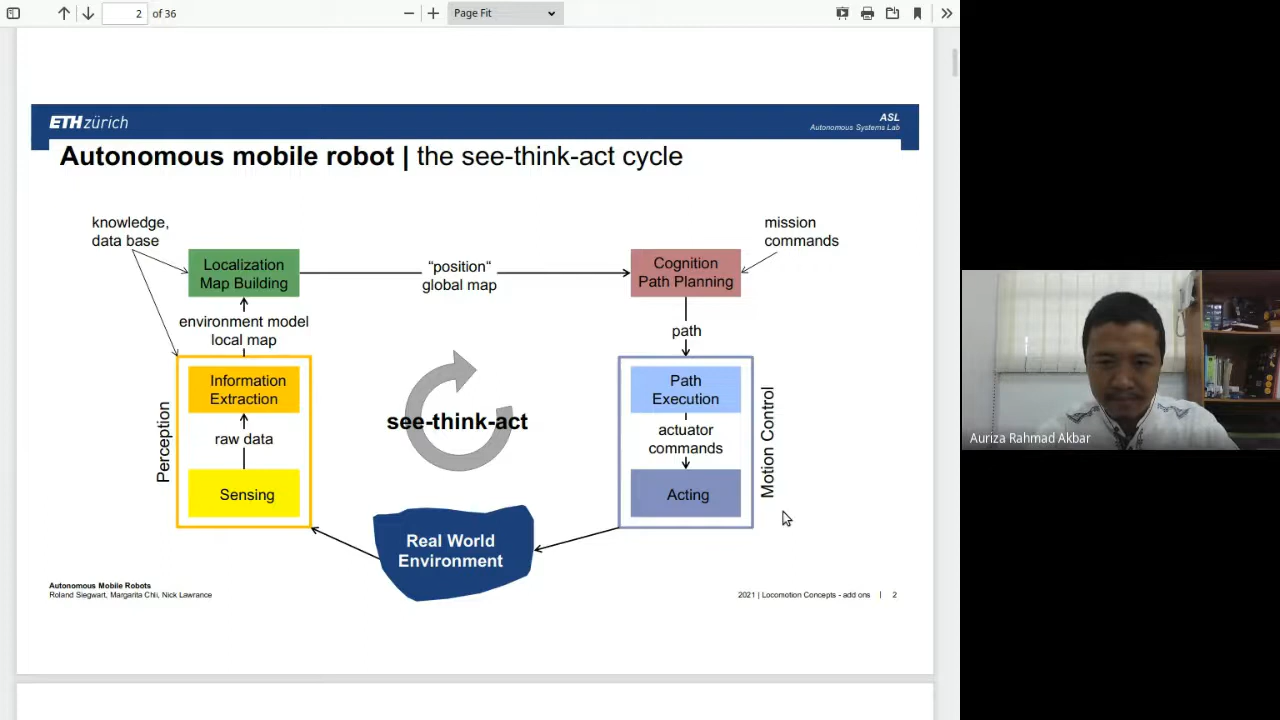 2
of 36
Page Fit
ETH zürich
ASL
Autonomous Systems Lab
Autonomous mobile robot | the see-think-act cycle
knowledge,
data base
mission
commands
Localization
Map Building
"position"
global map
Cognition
Path Planning
environment model
local map
path
Information
Extraction
Path
Execution
see-think-act
raw data
actuator
commands
Perception
Motion Control
Sensing
Acting
Real World
Environment
Autonomous Mobile Robots
Roland Siegwart, Margarita Chli, Nick Lawrance
2021 | Locomotion Concepts - add ons | 2
Auriza Rahmad Akbar